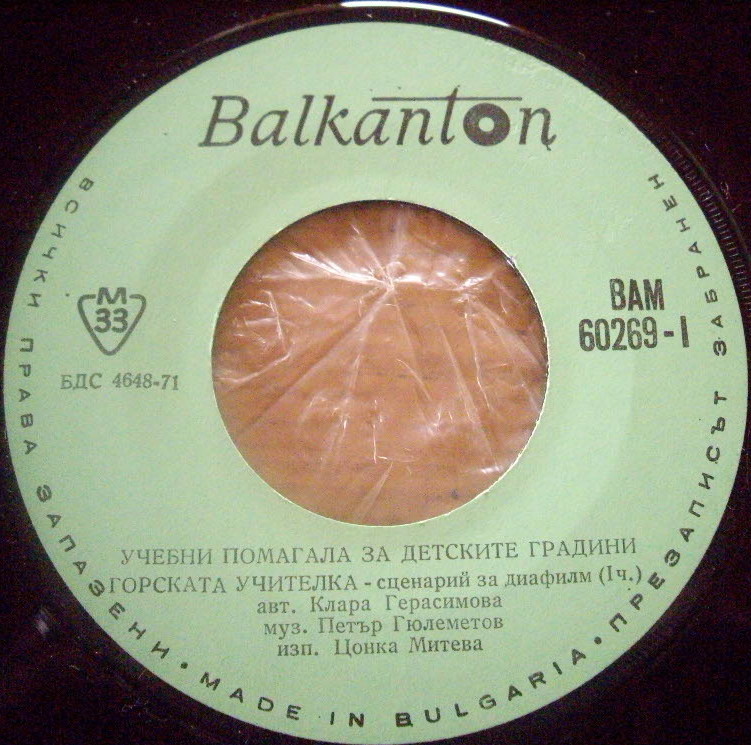 Balkanton
М
33
БДС 4648-71
ВАМ
60269-I
УЧЕБНИ ПОМАГАЛА ЗА ДЕТСКИТЕ ГРАДИНИ
ГОРСКАТА УЧИТЕЛКА - сценарий за диафилм (I ч.)
авт. Клара Герасимова
муз. Петър Гюлеметов
изп. Цонка Митева
ВСИЧКИ ПРАВА ЗАПАЗЕНИ • MADE IN BULGARIA • ПРЕЗАПИСЪТ ЗАБРАНЕН